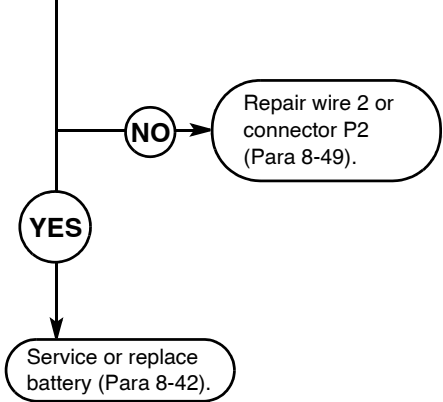 NO
Repair wire 2 or
connector P2
(Para 8-49).
YES
Service or replace
battery (Para 8-42).